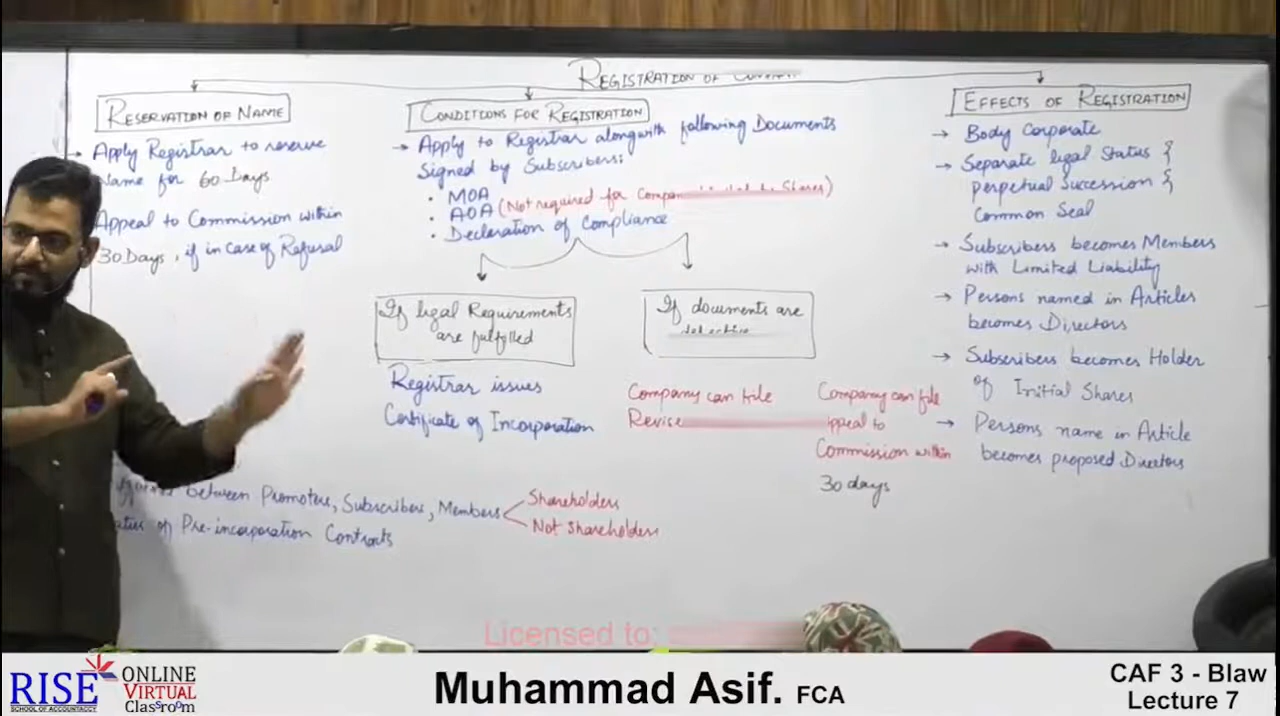 REGISTRATION OF
RESERVATION OF NAME
→ Apply Registrar to reserve
Name for 60 Days
Appeal to Commission within
30 Days, if in case of Refusal
CONDITIONS FOR REGISTRATION
→ Apply to Registrar alongwith following Documents
Signed by Subscribers:
• MOA
• AOA (Not required for
• Declaration of Compliance
If legal Requirements
are fulfilled
Registrar issues
Certificate of Incorporation
If documents are
Company can file
Revise
Company can file
Appeal to
Commission within
30 days
EFFECTS OF REGISTRATION
→ Body Corporate
→ Separate legal Status &
perpetual Succession &
Common Seal
→ Subscribers becomes Members
with Limited Liability
→ Persons named in Articles
becomes Directors
→ Subscribers becomes Holder
of Initial Shares
→ Persons name in Article
becomes proposed Directors
between Promoters, Subscribers, Members
Shareholders
Not Shareholders
of Pre-incorporation Contracts
Licensed to:
RISE
SCHOOL OF ACCOUNTANCY
ONLINE
VIRTUAL
Classroom
Muhammad Asif. FCA
CAF 3 - Blaw
Lecture 7